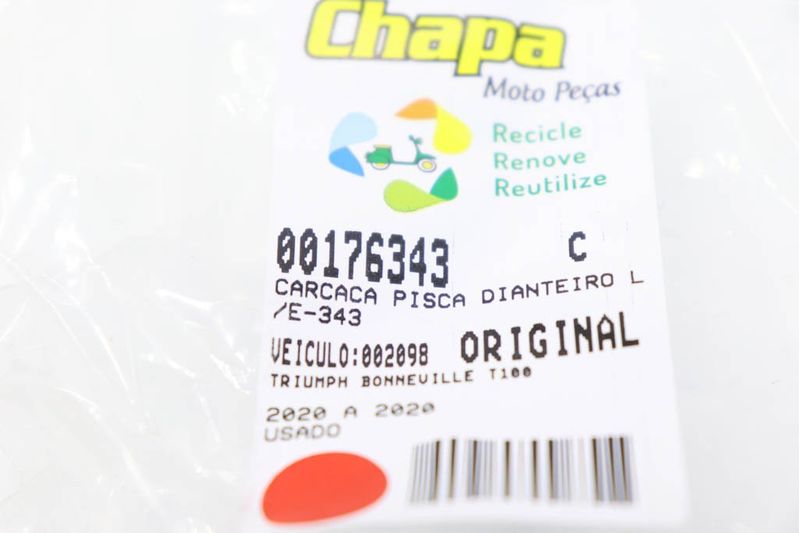 Chapa
Moto Peças
Recicle
Renove
Reutilize
00176343 C
CARCACA PISCA DIANTEIRO L
/E-343
VEICULO:002098 ORIGINAL
TRIUMPH BONNEVILLE T100
2020 A 2020
USADO